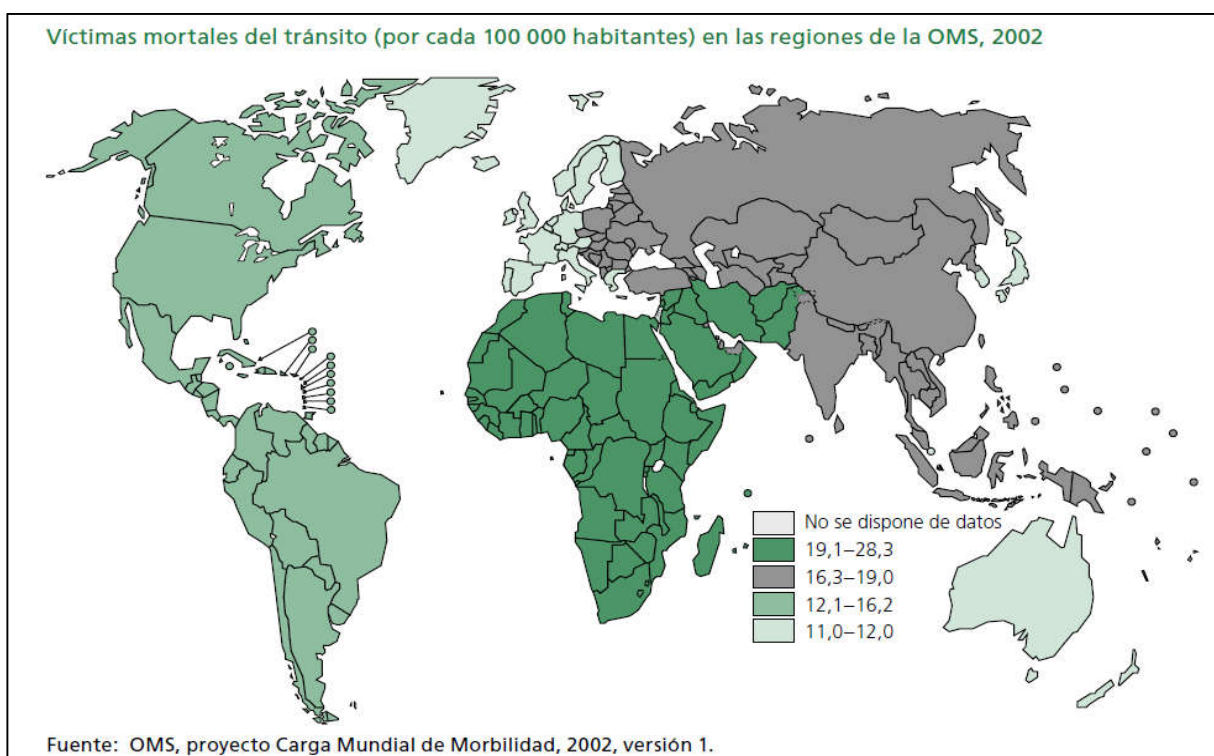 Víctimas mortales del tránsito (por cada 100 000 habitantes) en las regiones de la OMS, 2002
No se dispone de datos
19,1–28,3
16,3–19,0
12,1–16,2
11,0–12,0
Fuente: OMS, proyecto Carga Mundial de Morbilidad, 2002, versión 1.